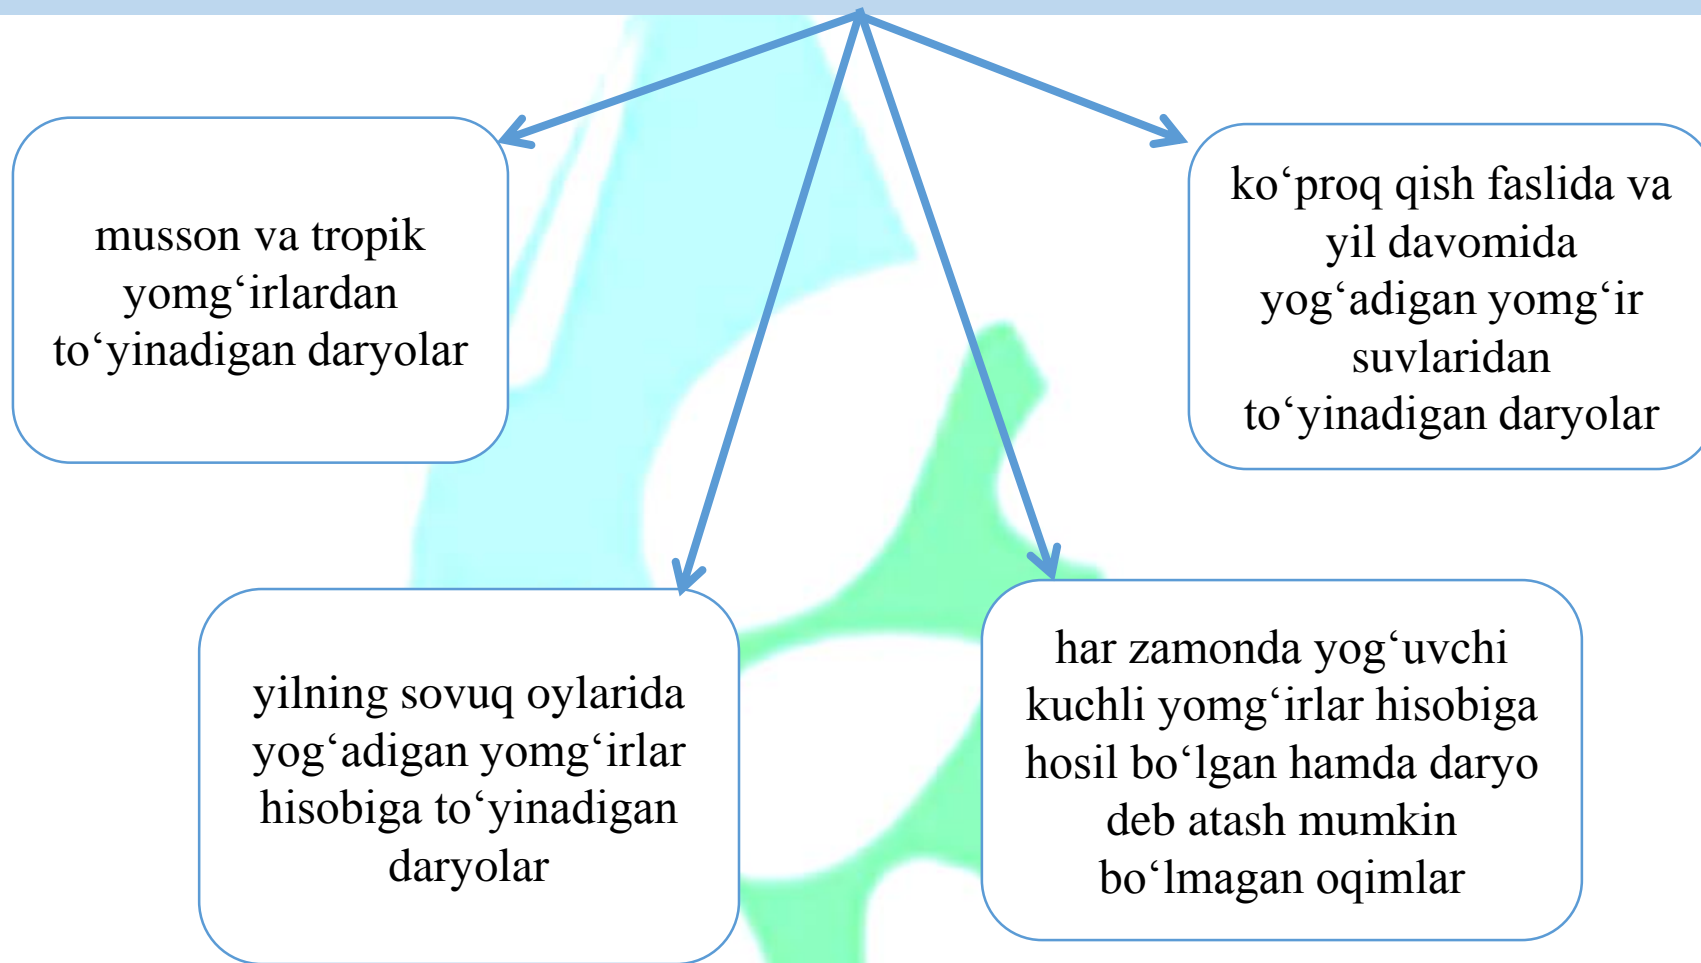 musson va tropik
yomg‘irlardan
to‘yinadigan daryolar
ko‘proq qish faslida va
yil davomida
yog‘adigan yomg‘ir
suvlaridan
to‘yinadigan daryolar
yilning sovuq oylarida
yog‘adigan yomg‘irlar
hisobiga to‘yinadigan
daryolar
har zamonda yog‘uvchi
kuchli yomg‘irlar hisobiga
hosil bo‘lgan hamda daryo
deb atash mumkin
bo‘lmagan oqimlar